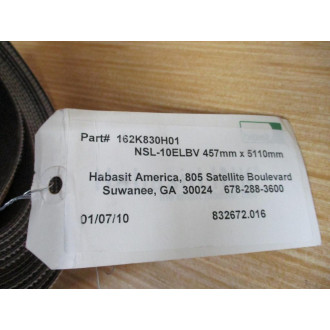 Part# 162K830H01
NSL-10ELBV 457mm x 5110mm
Habasit America, 805 Satellite Boulevard
Suwanee, GA 30024 678-288-3600
01/07/10 832672.016